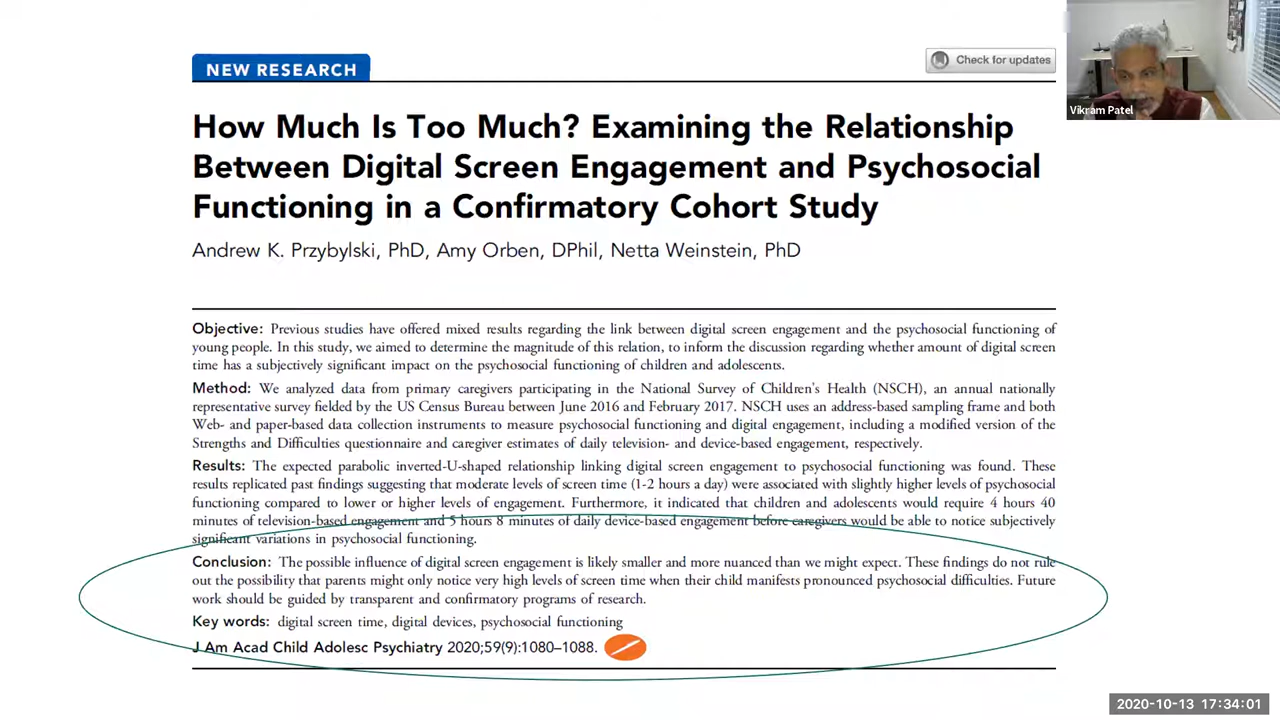 NEW RESEARCH
Check for updates
Vikram Patel
How Much Is Too Much? Examining the Relationship
Between Digital Screen Engagement and Psychosocial
Functioning in a Confirmatory Cohort Study
Andrew K. Przybylski, PhD, Amy Orben, DPhil, Netta Weinstein, PhD
Objective: Previous studies have offered mixed results regarding the link between digital screen engagement and the psychosocial functioning of
young people. In this study, we aimed to determine the magnitude of this relation, to inform the discussion regarding whether amount of digital screen
time has a subjectively significant impact on the psychosocial functioning of children and adolescents.
Method: We analyzed data from primary caregivers participating in the National Survey of Children's Health (NSCH), an annual nationally
representative survey fielded by the US Census Bureau between June 2016 and February 2017. NSCH uses an address-based sampling frame and both
Web- and paper-based data collection instruments to measure psychosocial functioning and digital engagement, including a modified version of the
Strengths and Difficulties questionnaire and caregiver estimates of daily television- and device-based engagement, respectively.
Results: The expected parabolic inverted-U-shaped relationship linking digital screen engagement to psychosocial functioning was found. These
results replicated past findings suggesting that moderate levels of screen time (1-2 hours a day) were associated with slightly higher levels of psychosocial
functioning compared to lower or higher levels of engagement. Furthermore, it indicated that children and adolescents would require 4 hours 40
minutes of television-based engagement and 5 hours 8 minutes of daily device-based engagement before caregivers would be able to notice subjectively
significant variations in psychosocial functioning.
Conclusion: The possible influence of digital screen engagement is likely smaller and more nuanced than we might expect. These findings do not rule
out the possibility that parents might only notice very high levels of screen time when their child manifests pronounced psychosocial difficulties. Future
work should be guided by transparent and confirmatory programs of research.
Key words: digital screen time, digital devices, psychosocial functioning
J Am Acad Child Adolesc Psychiatry 2020;59(9):1080–1088.
2020-10-13 17:34:01